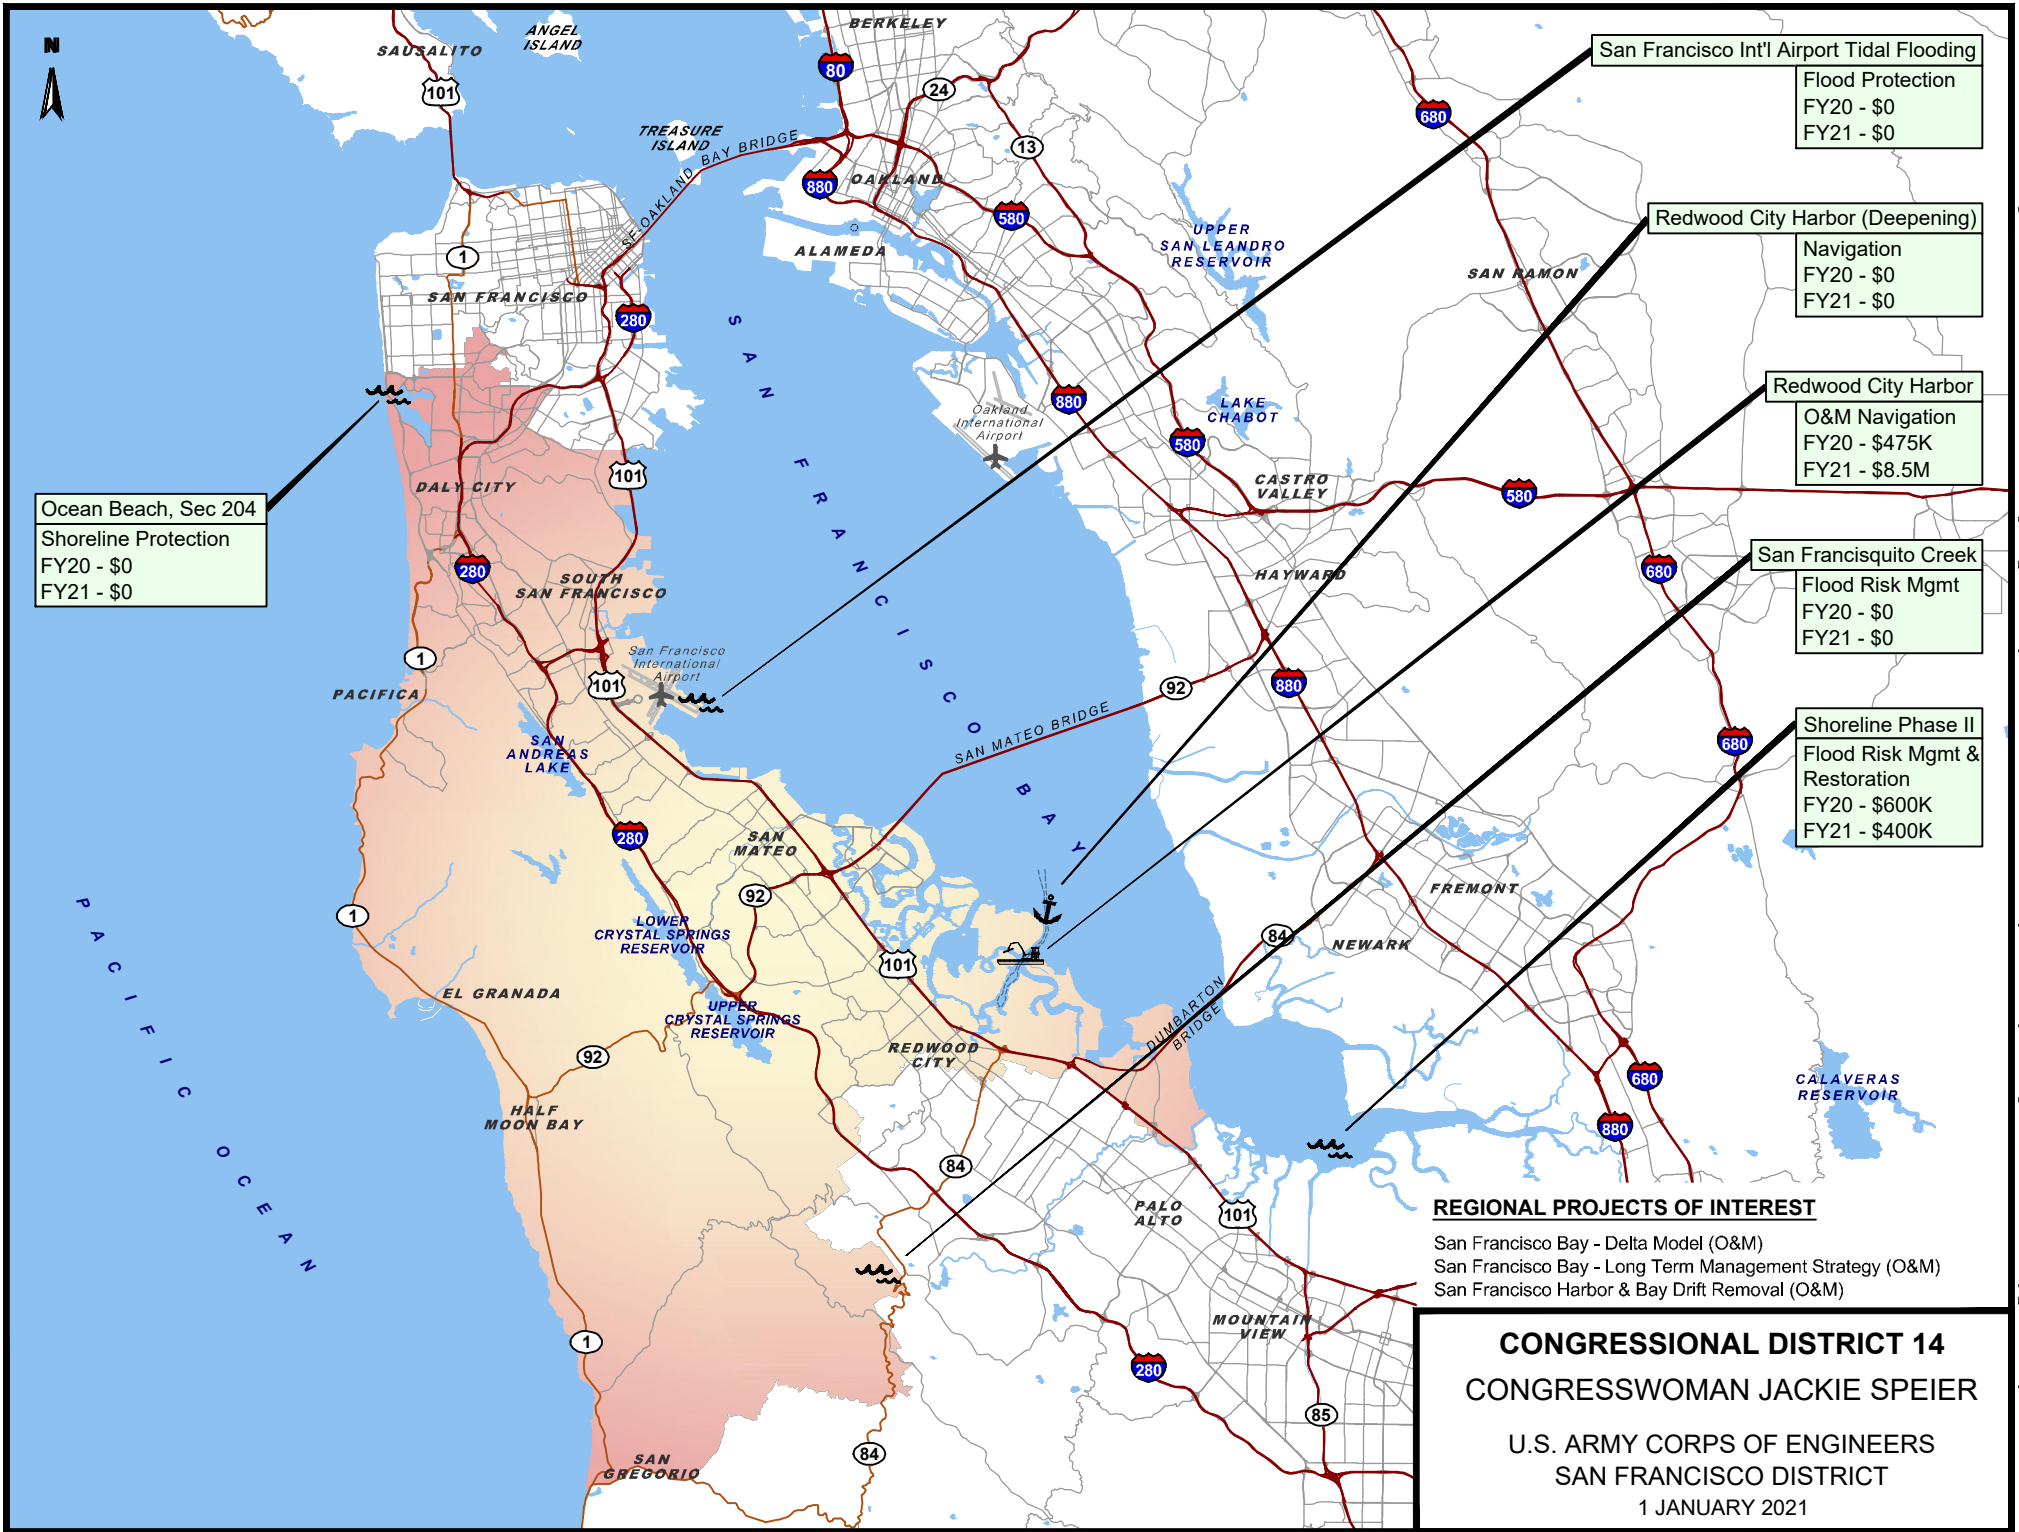 N
SAUSALITO
ANGEL
ISLAND
BERKELEY
101
80
24
TREASURE
ISLAND
SF-OAKLAND BAY BRIDGE
13
680
880
OAKLAND
580
ALAMEDA
UPPER
SAN LEANDRO
RESERVOIR
SAN RAMON
1
SAN FRANCISCO
280
SAN FRANCISCO BAY
880
Oakland
International
Airport
LAKE
CHABOT
580
CASTRO
VALLEY
580
101
DALY CITY
280
SOUTH
SAN FRANCISCO
HAYWARD
680
1
San Francisco
International
Airport
101
PACIFICA
92
880
SAN MATEO BRIDGE
680
SAN
ANDREAS
LAKE
280
SAN
MATEO
92
1
LOWER
CRYSTAL SPRINGS
RESERVOIR
101
FREMONT
84
NEWARK
PACIFIC OCEAN
EL GRANADA
UPPER
CRYSTAL SPRINGS
RESERVOIR
92
REDWOOD
CITY
DUMBARTON
BRIDGE
680
CALAVERAS
RESERVOIR
880
HALF
MOON BAY
84
PALO
ALTO
101
1
MOUNTAIN
VIEW
280
85
84
SAN
GREGORIO
Ocean Beach, Sec 204
Shoreline Protection
FY20 - $0
FY21 - $0
San Francisco Int'l Airport Tidal Flooding
Flood Protection
FY20 - $0
FY21 - $0
Redwood City Harbor (Deepening)
Navigation
FY20 - $0
FY21 - $0
Redwood City Harbor
O&M Navigation
FY20 - $475K
FY21 - $8.5M
San Francisquito Creek
Flood Risk Mgmt
FY20 - $0
FY21 - $0
Shoreline Phase II
Flood Risk Mgmt &
Restoration
FY20 - $600K
FY21 - $400K
REGIONAL PROJECTS OF INTEREST
San Francisco Bay - Delta Model (O&M)
San Francisco Bay - Long Term Management Strategy (O&M)
San Francisco Harbor & Bay Drift Removal (O&M)
CONGRESSIONAL DISTRICT 14
CONGRESSWOMAN JACKIE SPEIER
U.S. ARMY CORPS OF ENGINEERS
SAN FRANCISCO DISTRICT
1 JANUARY 2021